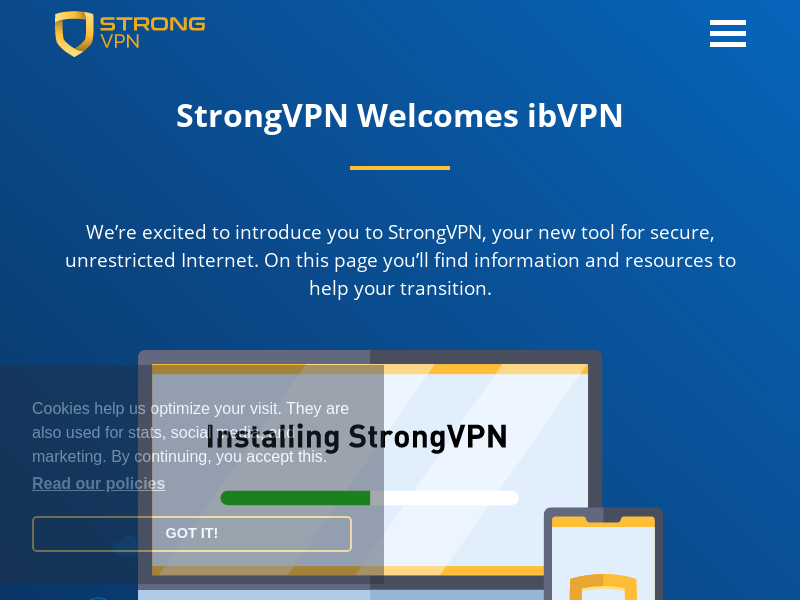 STRONG
VPN
StrongVPN Welcomes ibVPN
We’re excited to introduce you to StrongVPN, your new tool for secure,
unrestricted Internet. On this page you’ll find information and resources to
help your transition.
Installing StrongVPN
Cookies help us optimize your visit. They are
also used for stats, social media, and
marketing. By continuing, you accept this.
Read our policies
GOT IT!